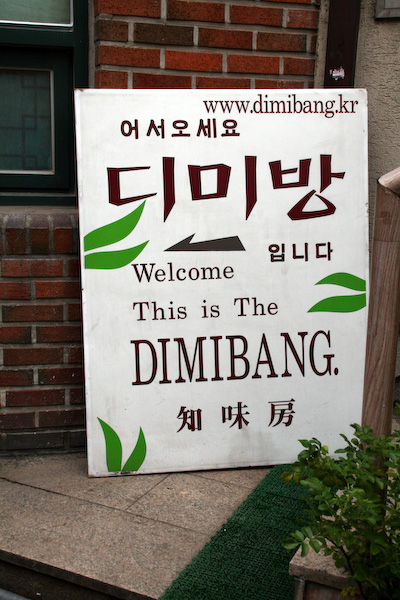 www.dimibang.kr
어서오세요
디미방
입니다
Welcome
This is The
DIMIBANG.
知味房